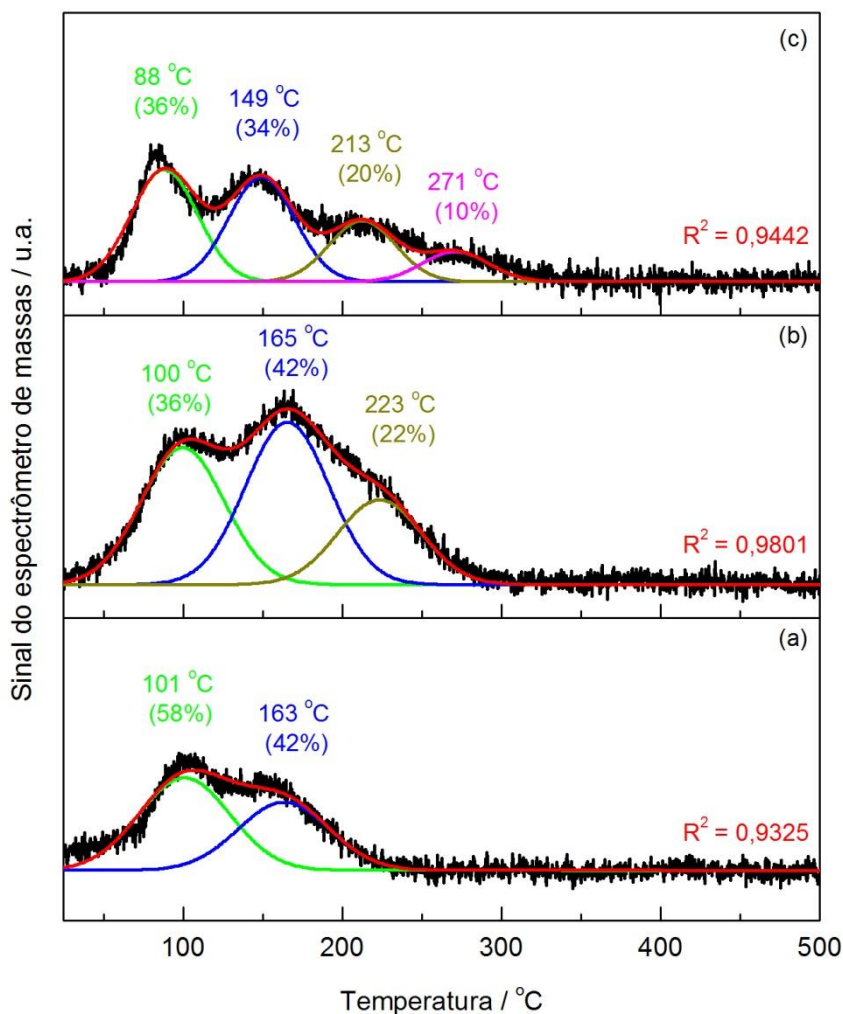 (c)
88 °C
(36%)
149 °C
(34%)
213 °C
(20%)
271 °C
(10%)
R² = 0,9442
(b)
100 °C
(36%)
165 °C
(42%)
223 °C
(22%)
R² = 0,9801
(a)
101 °C
(58%)
163 °C
(42%)
R² = 0,9325
Sinal do espectrômetro de massas / u.a.
100 200 300 400 500
Temperatura / °C